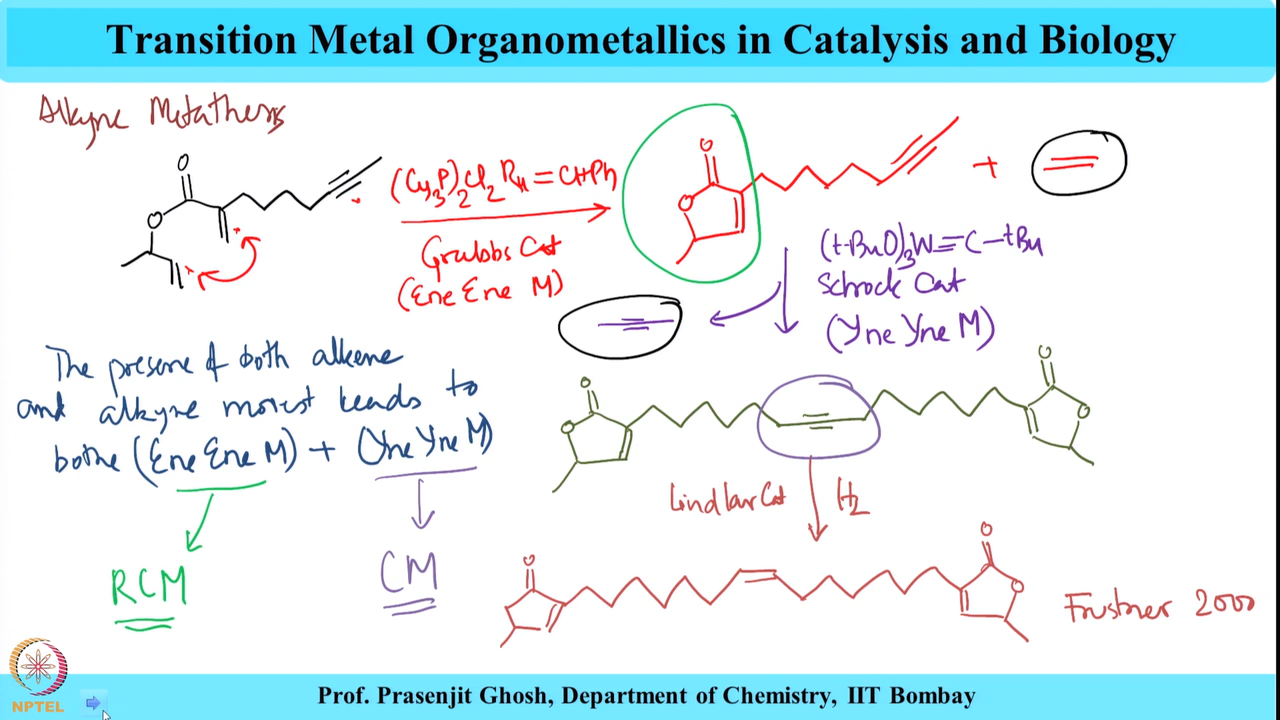 Transition Metal Organometallics in Catalysis and Biology
Alkyne Metathesis
O
O
(Cy3P)2Cl2Ru=CHPh
Grubbs Cat
(Ene Ene M)
O
O
+
(t-BuO)3W≡C-tBu
Schrock Cat
(Yne Yne M)
The presene of both alkene
and alkyne moiest leads to
bothe (Ene Ene M) + (Yne Yne M)
RCM
CM
O
O
O
O
Lindlar Cat
H2
O
O
O
Frustner 2000
NPTEL
Prof. Prasenjit Ghosh, Department of Chemistry, IIT Bombay